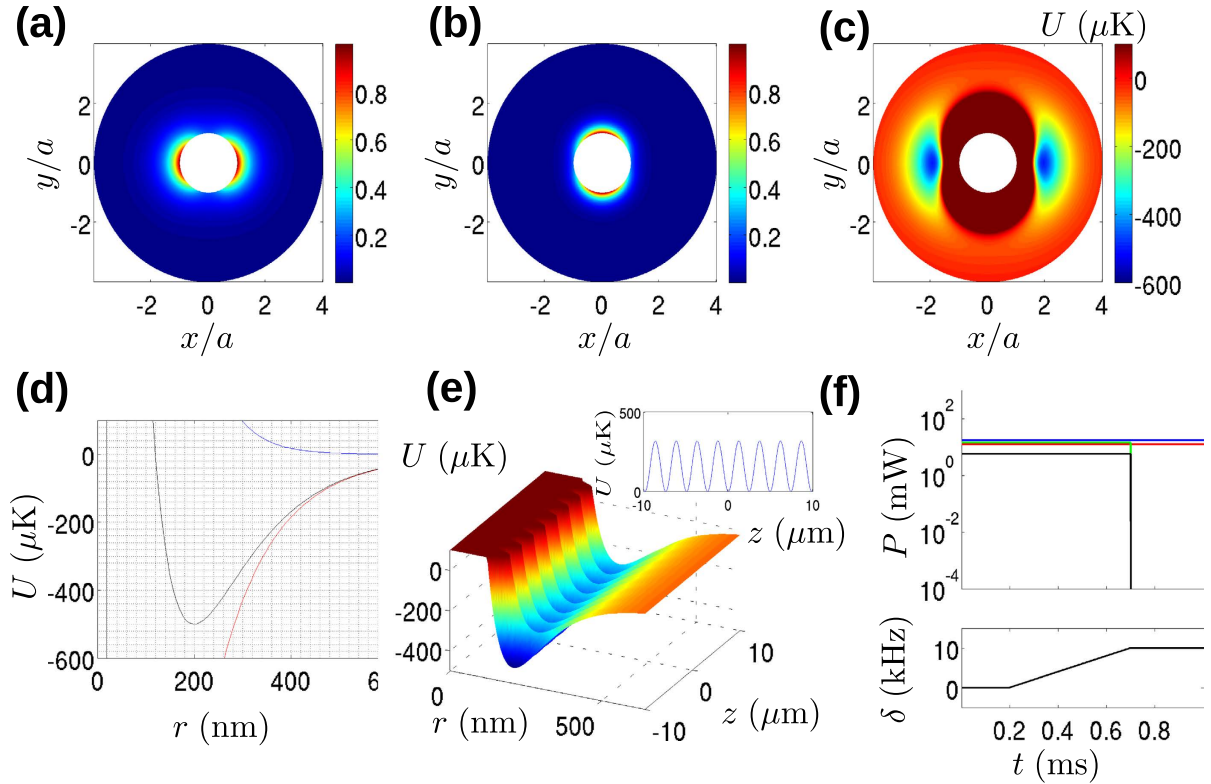 (a)
(b)
(c)
U (μK)
y/a
2
0
-2
-2 0 2 4
x/a
0.8
0.6
0.4
0.2
y/a
2
0
-2
-2 0 2 4
x/a
0.8
0.6
0.4
0.2
y/a
2
0
-2
-2 0 2 4
x/a
0
-200
-400
-600
(d)
U (μK)
0
-200
-400
-600
0 200 400 6
r (nm)
(e)
U (μK)
0
-200
-400
0
500
r (nm)
-10
0
10
z (μm)
U (μK)
500
0
-10 0 10
z (μm)
(f)
P (mW)
10 2
10 0
10 -2
10 -4
δ (kHz)
10
0
0.2 0.4 0.6 0.8
t (ms)